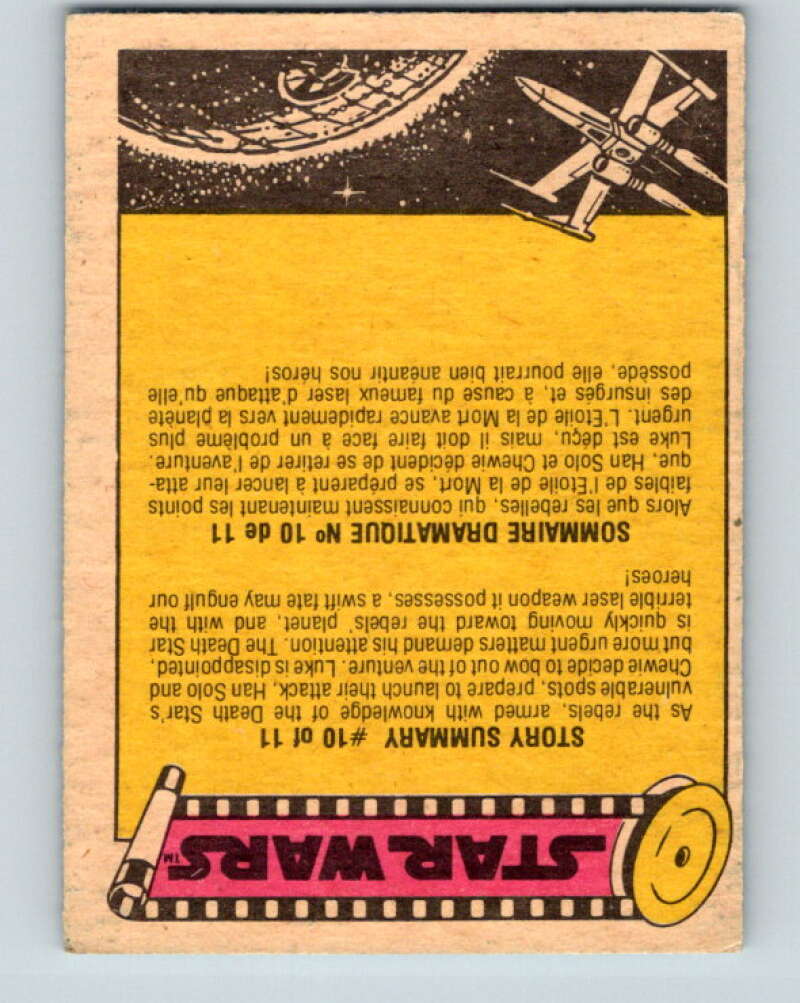 STAR WARS™
STORY SUMMARY #10 of 11
As the rebels, armed with knowledge of the Death Star's
vulnerable spots, prepare to launch their attack, Han Solo and
Chewie decide to bow out of the venture. Luke is disappointed,
but more urgent matters demand his attention. The Death Star
is quickly moving toward the rebels' planet, and with the
terrible laser weapon it possesses, a swift fate may engulf our
heroes!
SOMMAIRE DRAMATIQUE Nº 10 de 11
Alors que les rebelles, qui connaissent maintenant les points
faibles de l'Etoile de la Mort, se préparent à lancer leur atta-
que, Han Solo et Chewie décident de se retirer de l'aventure.
Luke est déçu, mais il doit faire face à un problème plus
urgent. L'Etoile de la Mort avance rapidement vers la planète
des insurgés et, à cause du fameux laser d'attaque qu'elle
possède, elle pourrait bien anéantir nos héros!